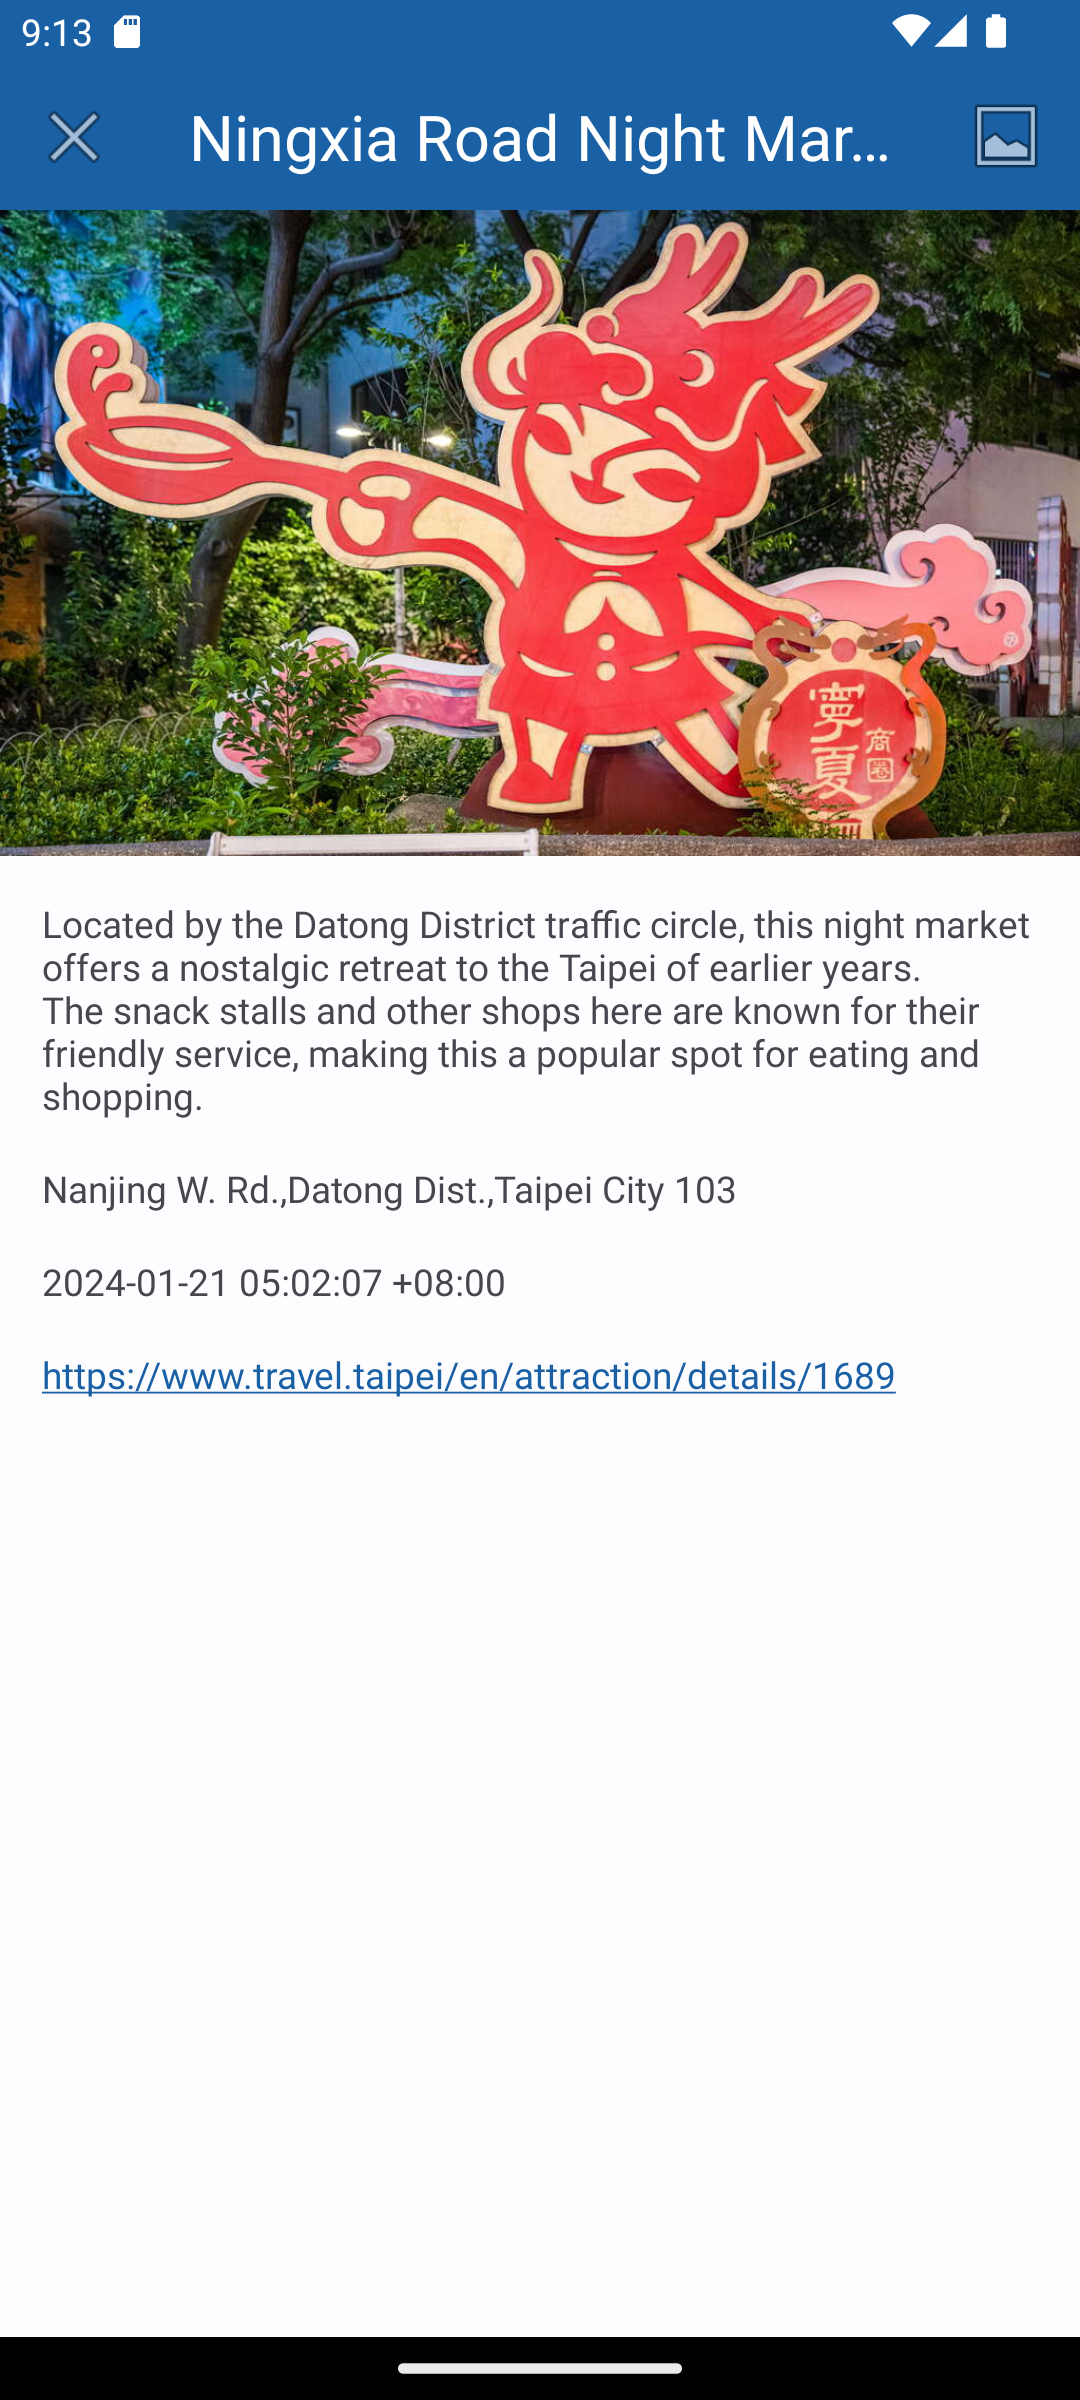 9:13
Ningxia Road Night Mar...
寧夏
商圈
Located by the Datong District traffic circle, this night market
offers a nostalgic retreat to the Taipei of earlier years.
The snack stalls and other shops here are known for their
friendly service, making this a popular spot for eating and
shopping.
Nanjing W. Rd.,Datong Dist.,Taipei City 103
2024-01-21 05:02:07 +08:00
https://www.travel.taipei/en/attraction/details/1689